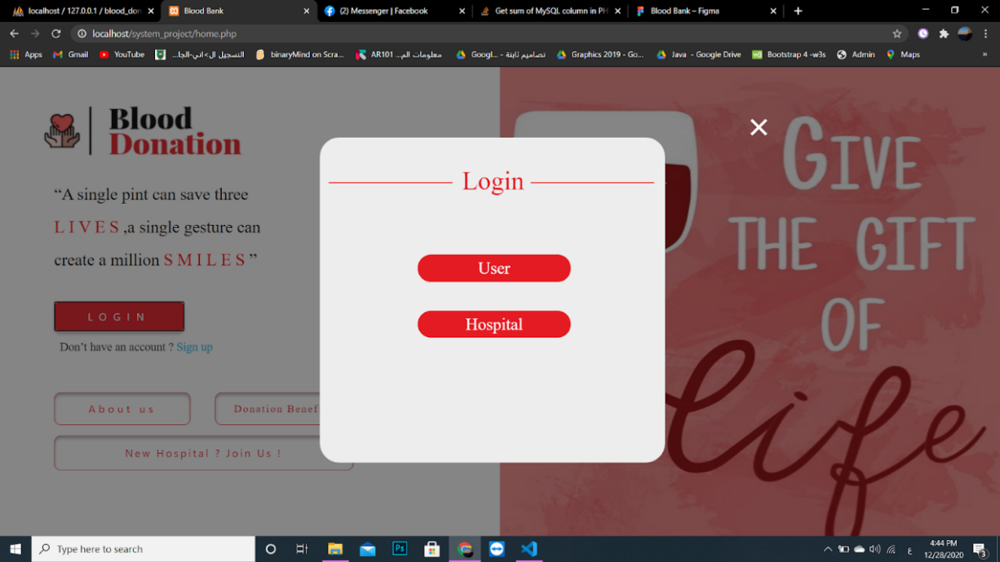 localhost / 127.0.0.1 / blood_don
Blood Bank
(2) Messenger | Facebook
Get sum of MySQL column in PH
Blood Bank – Figma
localhost/system_project/home.php
Apps
Gmail
YouTube
التسجيل ال>اني-الجا...
binaryMind on Scra...
AR101 معلومات الم...
تصاميم ثابتة - Googl...
Graphics 2019 - Go...
Java - Google Drive
Bootstrap 4 -w3s
Admin
Maps
»
Blood
Donation
“A single pint can save three
LIVES ,a single gesture can
create a million SMILES ”
LOGIN
Don’t have an account ? Sign up
About us
Donation Benef
New Hospital ? Join Us !
Login
User
Hospital
GIVE
THE GIFT
OF
life
Type here to search
Ps
ع
4:44 PM
12/28/2020
3